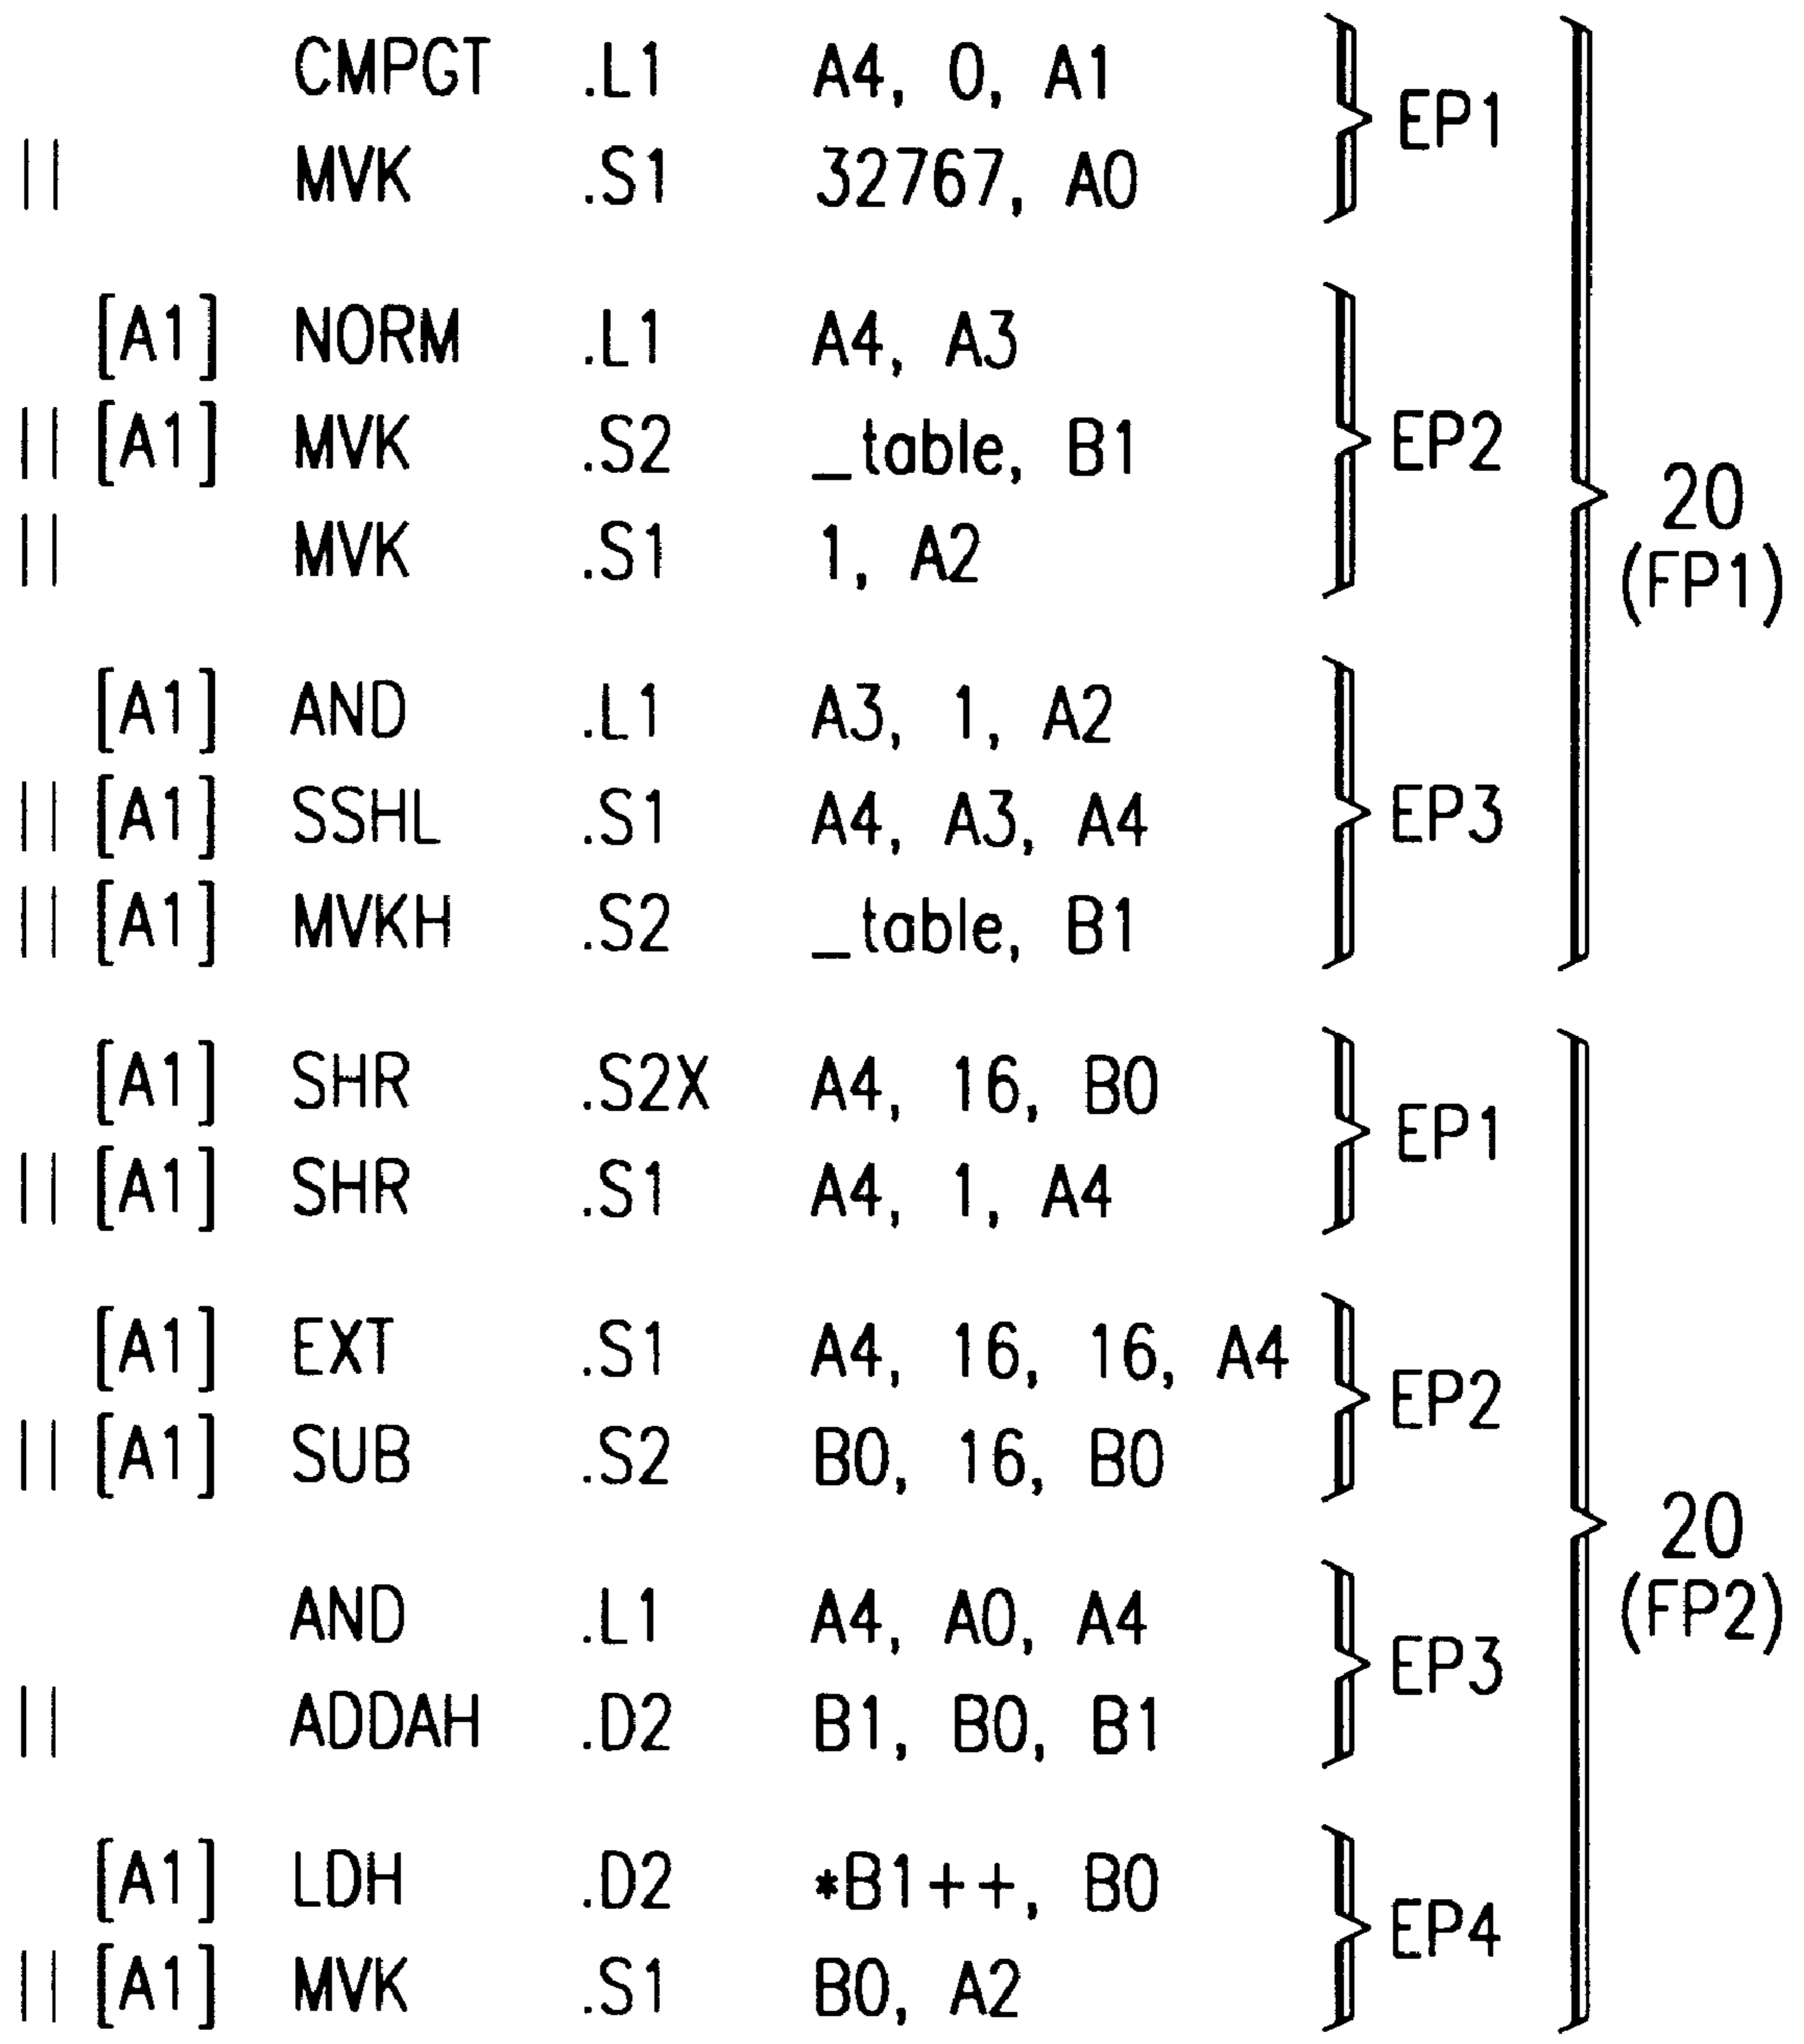 CMPGT .L1 A4, 0, A1
|| MVK .S1 32767, A0
EP1
[A1] NORM .L1 A4, A3
|| [A1] MVK .S2 _table, B1
|| MVK .S1 1, A2
EP2
[A1] AND .L1 A3, 1, A2
|| [A1] SSHL .S1 A4, A3, A4
|| [A1] MVKH .S2 _table, B1
EP3
20
(FP1)
[A1] SHR .S2X A4, 16, B0
|| [A1] SHR .S1 A4, 1, A4
EP1
[A1] EXT .S1 A4, 16, 16, A4
|| [A1] SUB .S2 B0, 16, B0
EP2
AND .L1 A4, A0, A4
|| ADDAH .D2 B1, B0, B1
EP3
[A1] LDH .D2 *B1++, B0
|| [A1] MVK .S1 B0, A2
EP4
20
(FP2)